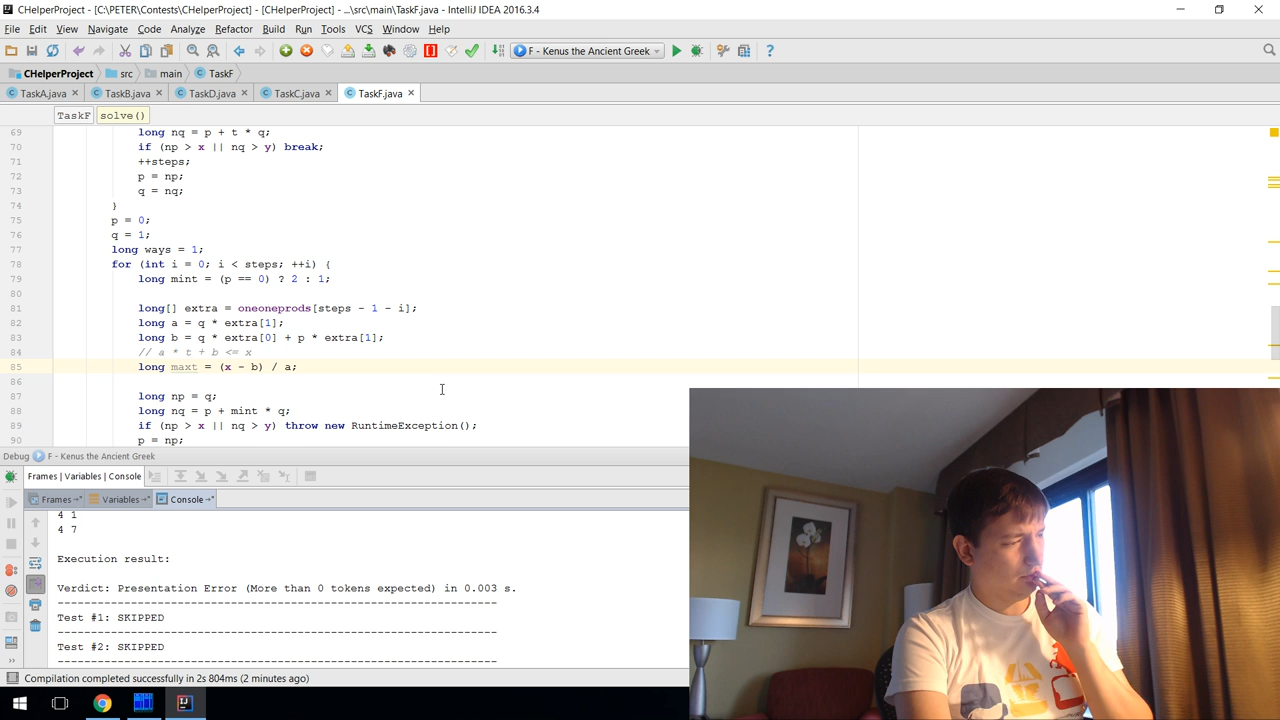 CHelperProject - [C:\PETER\Contests\CHelperProject] - [CHelperProject] - ...\src\main\TaskF.java - IntelliJ IDEA 2016.3.4
File Edit View Navigate Code Analyze Refactor Build Run Tools VCS Window Help
F - Kenus the Ancient Greek
CHelperProject src main TaskF
TaskA.java TaskB.java TaskD.java TaskC.java TaskF.java
TaskF solve()
69 long nq = p + t * q;
70 if (np > x || nq > y) break;
71 ++steps;
72 p = np;
73 q = nq;
74 }
75 p = 0;
76 q = 1;
77 long ways = 1;
78 for (int i = 0; i < steps; ++i) {
79 long mint = (p == 0) ? 2 : 1;
80
81 long[] extra = oneoneprods[steps - 1 - i];
82 long a = q * extra[1];
83 long b = q * extra[0] + p * extra[1];
84 // a * t + b <= x
85 long maxt = (x - b) / a;
86
87 long np = q;
88 long nq = p + mint * q;
89 if (np > x || nq > y) throw new RuntimeException();
90 p = np;
Debug F - Kenus the Ancient Greek
Frames | Variables | Console
Frames Variables Console
4 1
4 7
Execution result:
Verdict: Presentation Error (More than 0 tokens expected) in 0.003 s.
------------------------------------------------------------------
Test #1: SKIPPED
------------------------------------------------------------------
Test #2: SKIPPED
------------------------------------------------------------------
Compilation completed successfully in 2s 804ms (2 minutes ago)